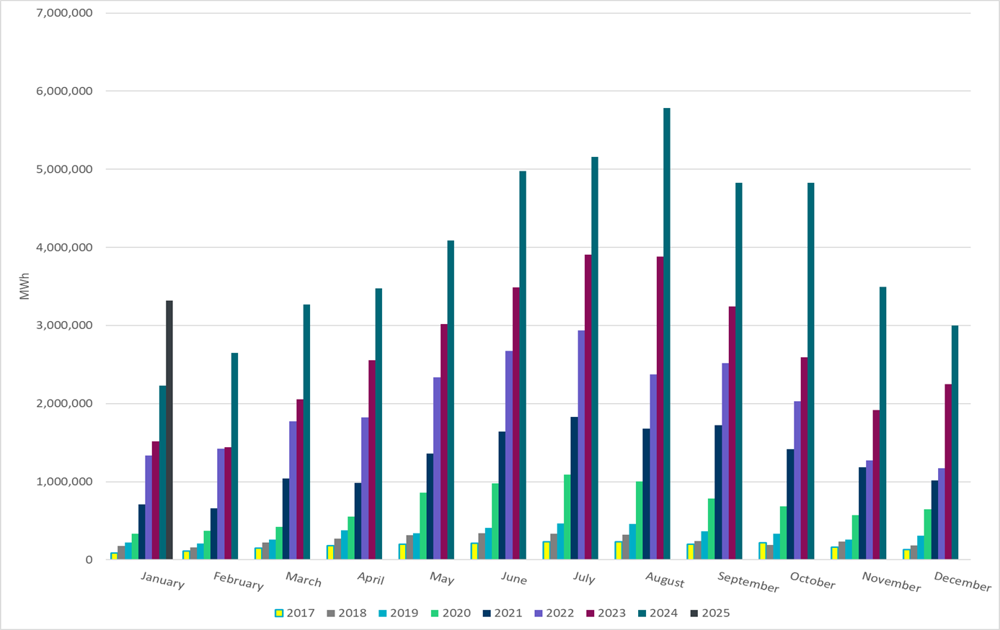 7,000,000
6,000,000
5,000,000
4,000,000
MWh
3,000,000
2,000,000
1,000,000
0
January February March April May June July August September October November December
2017 2018 2019 2020 2021 2022 2023 2024 2025